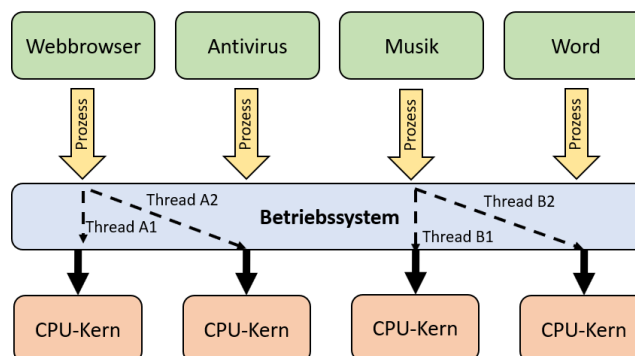 Webbrowser
Antivirus
Musik
Word
Prozess
Prozess
Prozess
Prozess
Thread A2
Thread B2
Thread A1
Betriebssystem
Thread B1
CPU-Kern
CPU-Kern
CPU-Kern
CPU-Kern